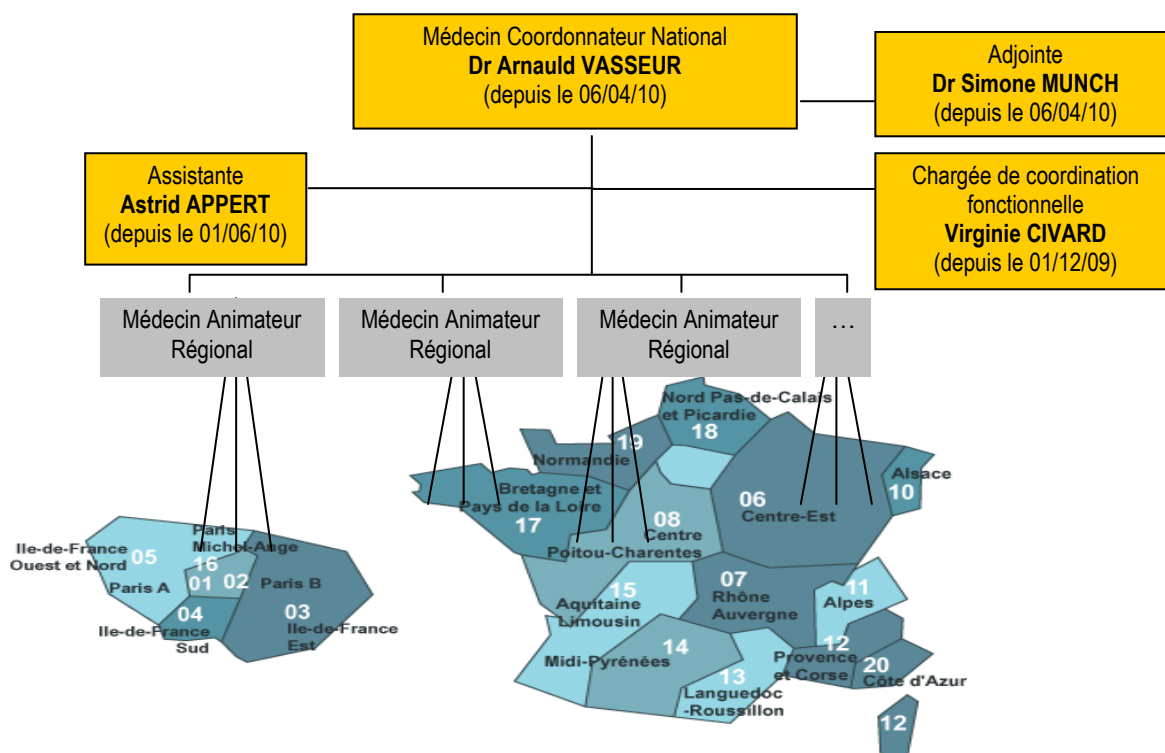 Médecin Coordonnateur National
Dr Arnauld VASSEUR
(depuis le 06/04/10)
Adjointe
Dr Simone MUNCH
(depuis le 06/04/10)
Assistante
Astrid APPERT
(depuis le 01/06/10)
Chargée de coordination
fonctionnelle
Virginie CIVARD
(depuis le 01/12/09)
Médecin Animateur
Régional
Médecin Animateur
Régional
Médecin Animateur
Régional
…
Ile-de-France
Ouest et Nord
05
Paris
Michel-Ange
16
Paris A
01
02
Paris B
04
Ile-de-France
Sud
03
Ile-de-France
Est
Nord Pas-de-Calais
et Picardie
18
19
Normandie
Bretagne et
Pays de la Loire
17
Alsace
10
06
Centre-Est
08
Centre
Poitou-Charentes
15
Aquitaine
Limousin
07
Rhône
Auvergne
11
Alpes
14
Midi-Pyrénées
13
Languedoc
-Roussillon
12
Provence
et Corse
20
Côte d'Azur
12